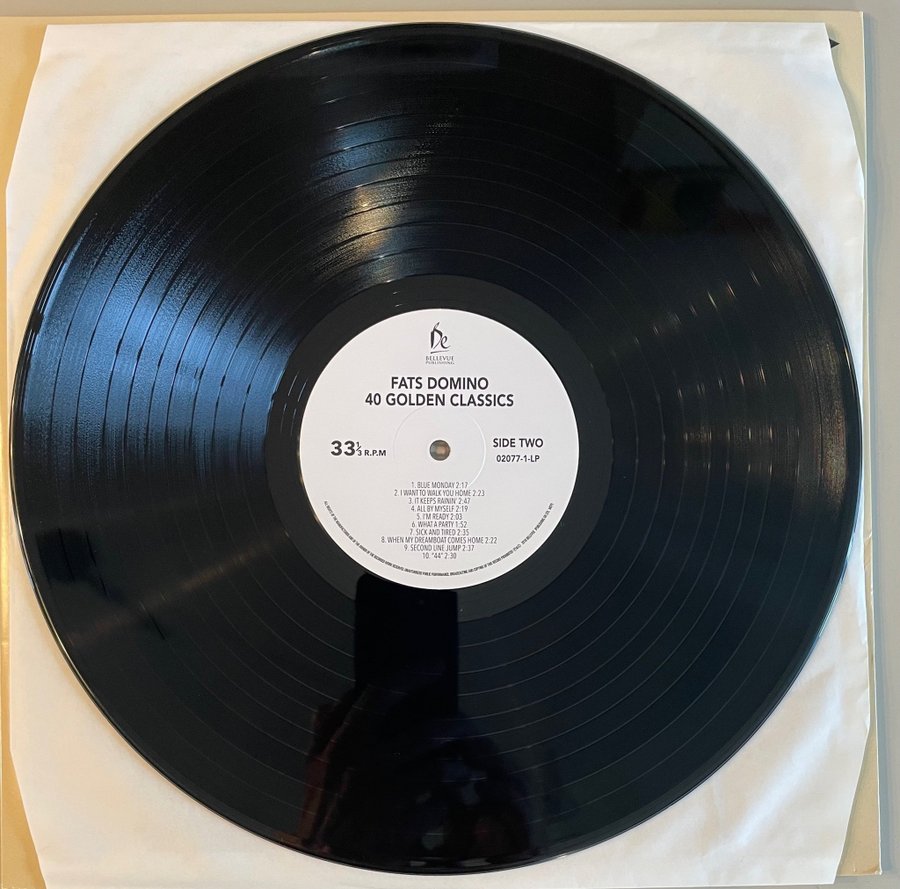 De
BELLEVUE
PUBLISHING
FATS DOMINO
40 GOLDEN CLASSICS
33⅓ R.P.M
SIDE TWO
02077-1-LP
1. BLUE MONDAY 2:17
2. I WANT TO WALK YOU HOME 2:23
3. IT KEEPS RAININ' 2:47
4. ALL BY MYSELF 2:19
5. I'M READY 2:03
6. WHAT A PARTY 1:52
7. SICK AND TIRED 2:35
8. WHEN MY DREAMBOAT COMES HOME 2:22
9. SECOND LINE JUMP 2:37
10. "44" 2:30